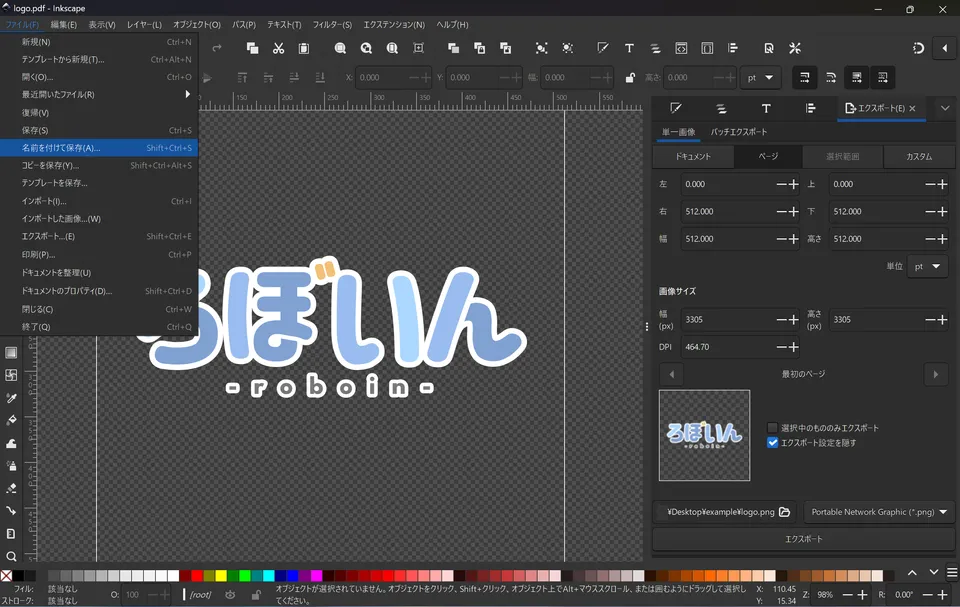 logo.pdf - Inkscape
ファイル(F) 編集(E) 表示(V) レイヤー(L) オブジェクト(O) パス(P) テキスト(T) フィルター(S) エクステンション(N) ヘルプ(H)
新規(N) Ctrl+N
テンプレートから新規(T)... Ctrl+Alt+N
開く(O)... Ctrl+O
最近開いたファイル(R)
復帰(V)
保存(S) Ctrl+S
名前を付けて保存(A)... Shift+Ctrl+S
コピーを保存(Y)... Shift+Ctrl+Alt+S
テンプレートを保存...
インポート(I)... Ctrl+I
インポートした画像...(W)
エクスポート...(E) Shift+Ctrl+E
印刷(P)... Ctrl+P
ドキュメントを整理(U)
ドキュメントのプロパティ(D)... Shift+Ctrl+D
閉じる(C) Ctrl+W
終了(Q) Ctrl+Q
X: 0.000 Y: 0.000 幅: 0.000 高さ: 0.000 pt
150 200 250 300 350 400 450 500 550
ろぼいん
-roboin-
エクスポート(E)
単一画像 バッチエクスポート
ドキュメント ページ 選択範囲 カスタム
左 0.000 上 0.000
右 512.000 下 512.000
幅 512.000 高さ 512.000
単位 pt
画像サイズ
幅 (px) 3305 高さ (px) 3305
DPI 464.70
最初のページ
ろぼいん
-roboin-
選択中のもののみエクスポート
エクスポート設定を隠す
¥Desktop¥example¥logo.png Portable Network Graphic (*.png)
エクスポート
フィル: 該当なし
ストローク: 該当なし
O: 100
[root]
オブジェクトが選択されていません。オブジェクトをクリック、Shift+クリック、オブジェクト上でAlt+マウススクロール、または囲むようにドラッグして選択し
てください。
X: 110.45
Y: 15.34
Z: 98% R: 0.00°